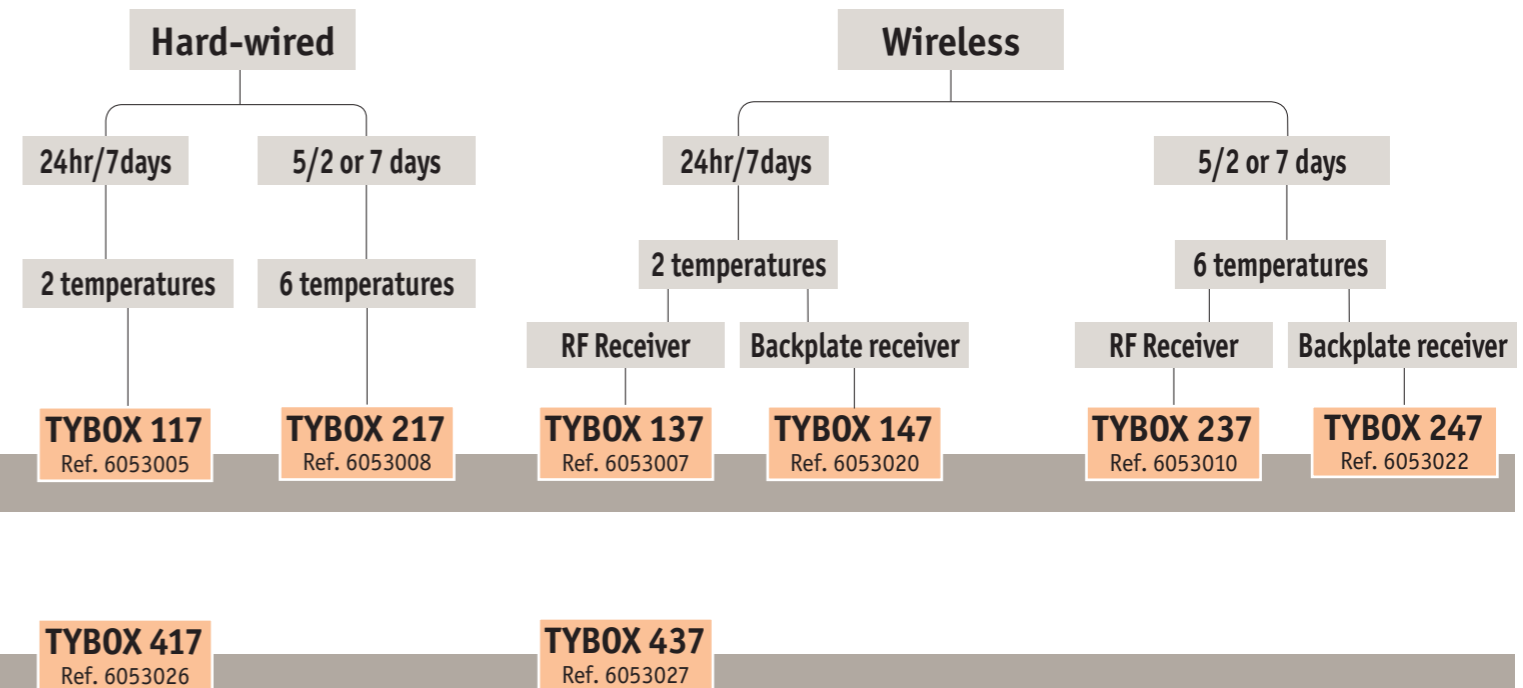 Hard-wired
Wireless
24hr/7days
5/2 or 7 days
24hr/7days
5/2 or 7 days
2 temperatures
6 temperatures
2 temperatures
6 temperatures
RF Receiver
Backplate receiver
RF Receiver
Backplate receiver
TYBOX 117
Ref. 6053005
TYBOX 217
Ref. 6053008
TYBOX 137
Ref. 6053007
TYBOX 147
Ref. 6053020
TYBOX 237
Ref. 6053010
TYBOX 247
Ref. 6053022
TYBOX 417
Ref. 6053026
TYBOX 437
Ref. 6053027